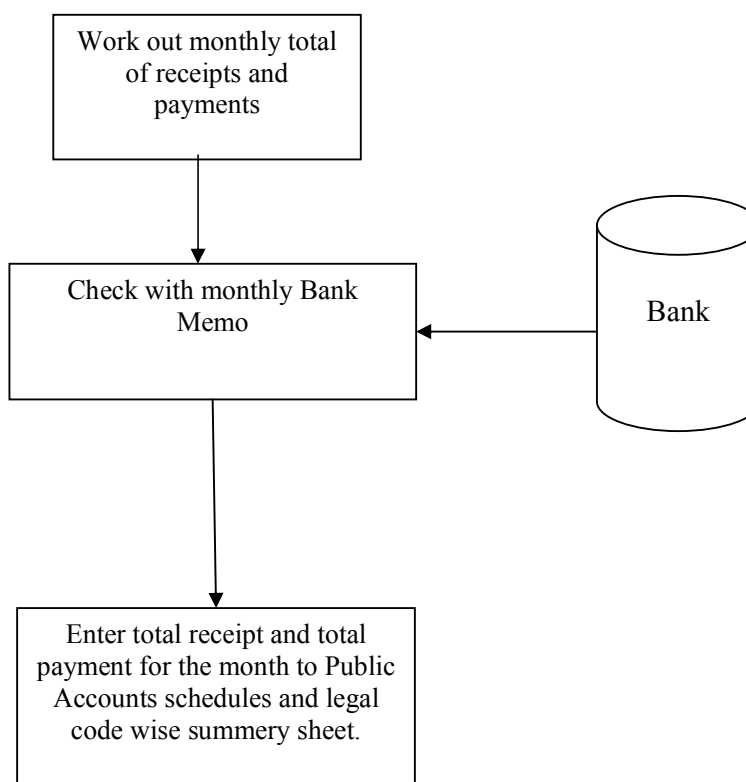 Work out monthly total
of receipts and
payments
Check with monthly Bank
Memo
Bank
Enter total receipt and total
payment for the month to Public
Accounts schedules and legal
code wise summery sheet.